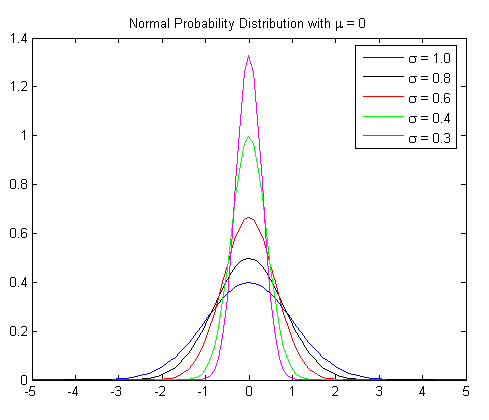 Normal Probability Distribution with μ = 0
1.4
1.2
1
0.8
0.6
0.4
0.2
0
-5 -4 -3 -2 -1 0 1 2 3 4 5
σ = 1.0
σ = 0.8
σ = 0.6
σ = 0.4
σ = 0.3